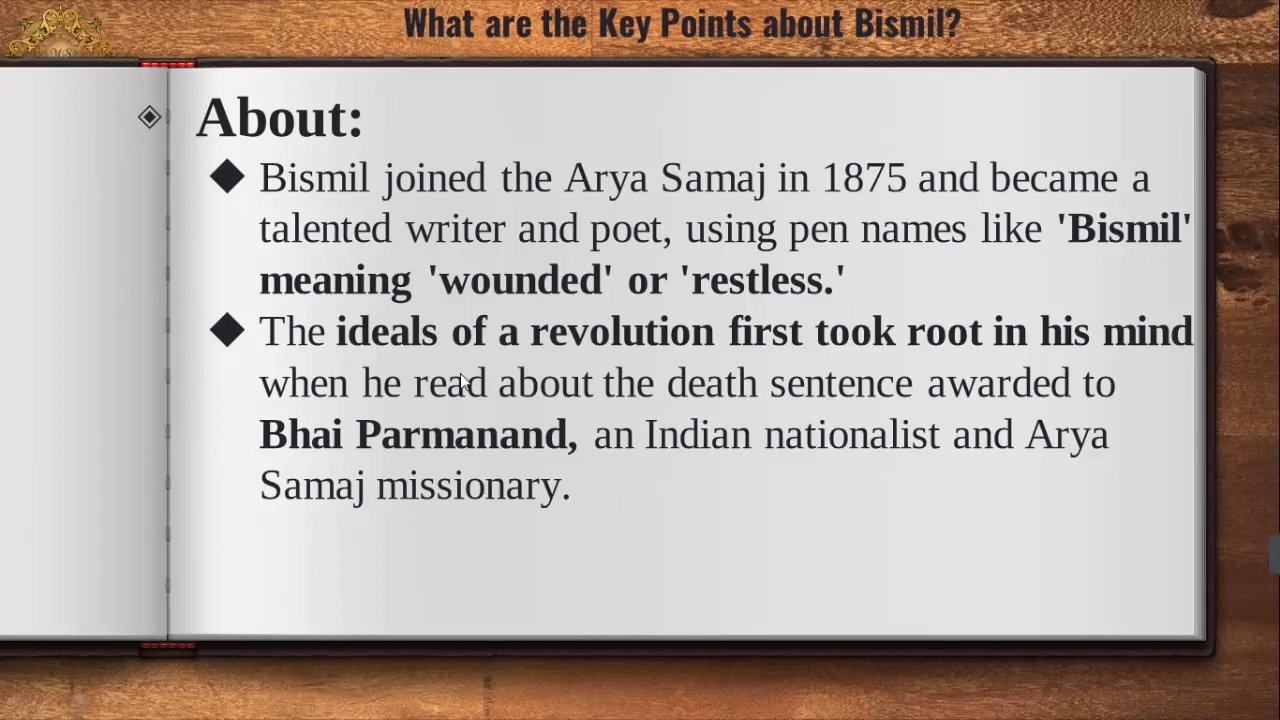 What are the Key Points about Bismil?
About:
Bismil joined the Arya Samaj in 1875 and became a
talented writer and poet, using pen names like 'Bismil'
meaning 'wounded' or 'restless.'
The ideals of a revolution first took root in his mind
when he read about the death sentence awarded to
Bhai Parmanand, an Indian nationalist and Arya
Samaj missionary.